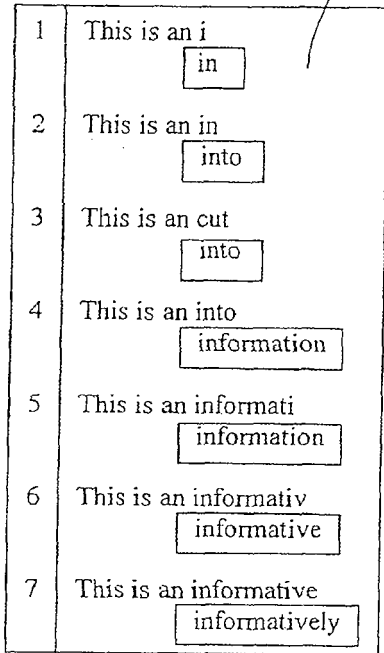 1 This is an i
in
2 This is an in
into
3 This is an cut
into
4 This is an into
information
5 This is an informati
information
6 This is an informativ
informative
7 This is an informative
informatively